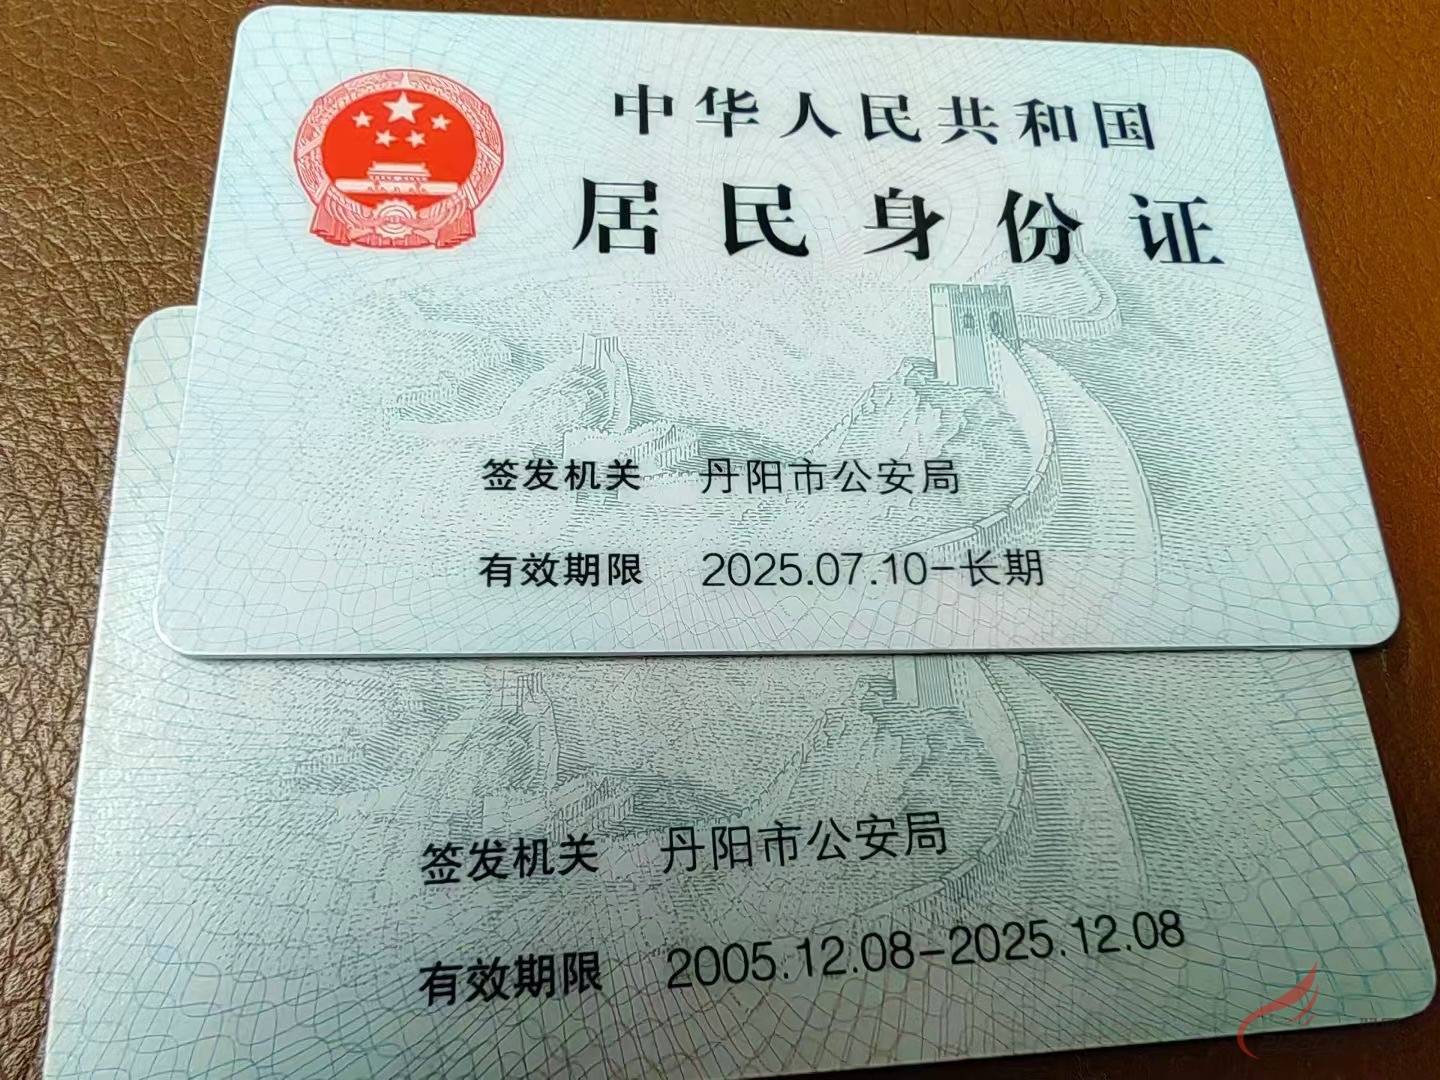 中华人民共和国
居民身份证
签发机关 丹阳市公安局
有效期限 2025.07.10-长期
签发机关 丹阳市公安局
有效期限 2005.12.08-2025.12.08